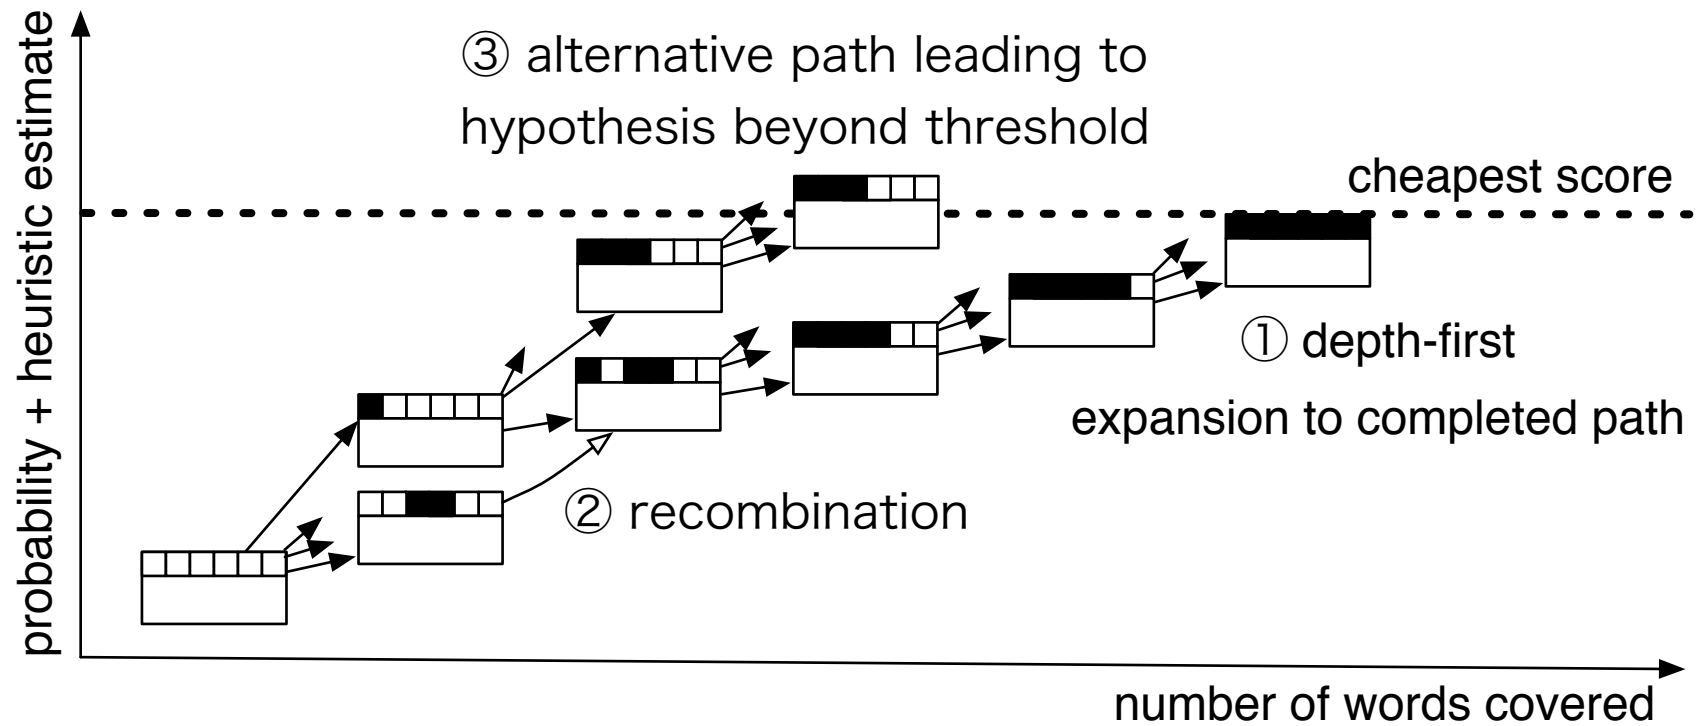 probability + heuristic estimate
③ alternative path leading to
hypothesis beyond threshold
cheapest score
① depth-first
expansion to completed path
② recombination
number of words covered